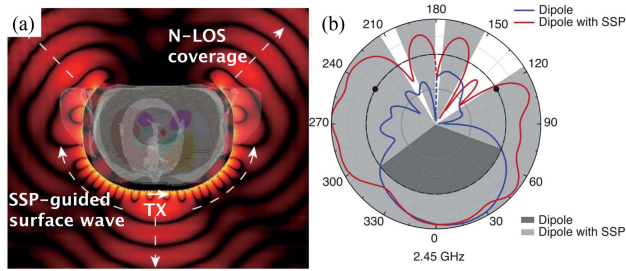 (a)
N-LOS
coverage
SSP-guided
surface wave
TX
(b)
Dipole
Dipole with SSP
180
210
150
240
120
270
90
300
60
330
30
0
2.45 GHz
Dipole
Dipole with SSP